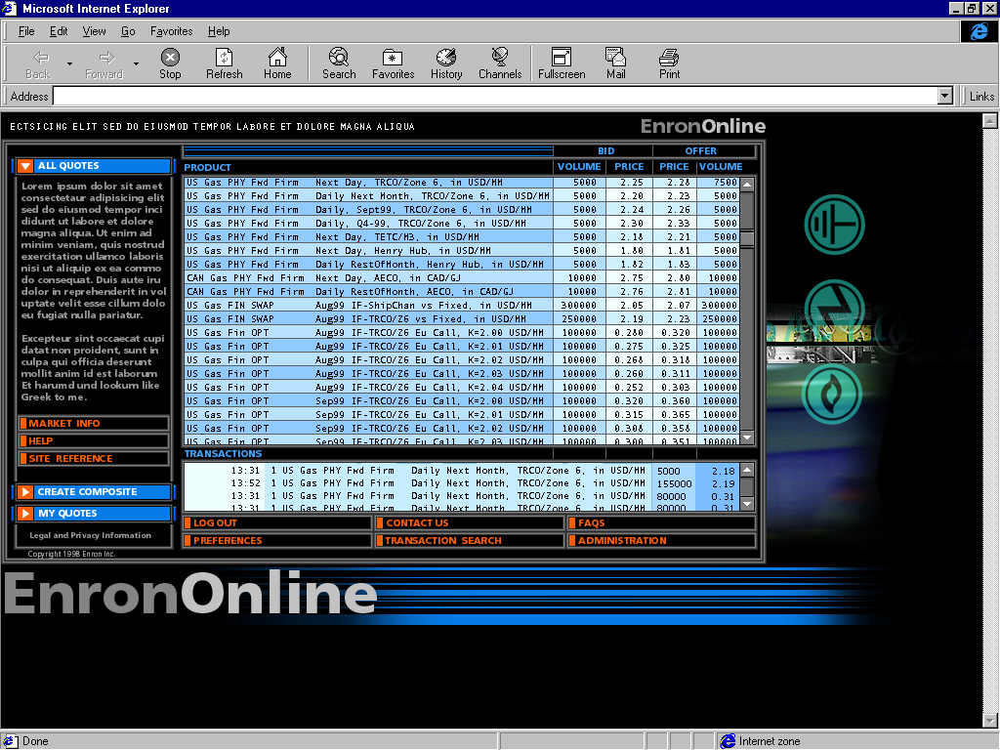 Microsoft Internet Explorer
File Edit View Go Favorites Help
Back Forward Stop Refresh Home Search Favorites History Channels Fullscreen Mail Print
Address Links
ECTSICING ELIT SED DO EIUSMOD TEMPOR LABORE ET DOLORE MAGNA ALIQUA
EnronOnline
ALL QUOTES
Lorem ipsum dolor sit amet
consectetaur adipisicing elit
sed do eiusmod tempor inci
didunt ut labore et dolore
magna aliqua. Ut enim ad
minim veniam, quis nostrud
exercitation ullamco laboris
nisi ut aliquip ex ea commo
do consequat. Duis aute iru
dolor in reprehenderit in vol
uptate velit esse cillum dolo
eu fugiat nulla pariatur.
Excepteur sint occaecat cupi
datat non proident, sunt in
culpa qui officia deserunt
mollit anim id est laborum
Et harumd und lookum like
Greek to me.
MARKET INFO
HELP
SITE REFERENCE
CREATE COMPOSITE
MY QUOTES
Legal and Privacy Information
Copyright 1998 Enron Inc.
BID OFFER
PRODUCT VOLUME PRICE PRICE VOLUME
US Gas PHY Fwd Firm Next Day, TRCO/Zone 6, in USD/MM 5000 2.25 2.28 7500
US Gas PHY Fwd Firm Daily Next Month, TRCO/Zone 6, in USD/MM 5000 2.20 2.23 5000
US Gas PHY Fwd Firm Daily, Sept99, TRCO/Zone 6, in USD/MM 5000 2.24 2.26 5000
US Gas PHY Fwd Firm Daily, Q4-99, TRCO/Zone 6, in USD/MM 5000 2.30 2.33 5000
US Gas PHY Fwd Firm Next Day, TETC/M3, in USD/MM 5000 2.18 2.21 5000
US Gas PHY Fwd Firm Next Day, Henry Hub, in USD/MM 5000 1.80 1.81 5000
US Gas PHY Fwd Firm Daily RestOfMonth, Henry Hub, in USD/MM 5000 1.82 1.83 5000
CAN Gas PHY Fwd Firm Next Day, AECO, in CAD/GJ 10000 2.75 2.80 10000
CAN Gas PHY Fwd Firm Daily RestOfMonth, AECO, in CAD/GJ 10000 2.76 2.81 10000
US Gas FIN SWAP Aug99 IF-ShipChan vs Fixed, in USD/MM 300000 2.05 2.07 300000
US Gas FIN SWAP Aug99 IF-TRCO/Z6 vs Fixed, in USD/MM 250000 2.19 2.23 250000
US Gas Fin OPT Aug99 IF-TRCO/Z6 Eu Call, K=2.00 USD/MM 100000 0.280 0.320 100000
US Gas Fin OPT Aug99 IF-TRCO/Z6 Eu Call, K=2.01 USD/MM 100000 0.275 0.325 100000
US Gas Fin OPT Aug99 IF-TRCO/Z6 Eu Call, K=2.02 USD/MM 100000 0.268 0.318 100000
US Gas Fin OPT Aug99 IF-TRCO/Z6 Eu Call, K=2.03 USD/MM 100000 0.260 0.311 100000
US Gas Fin OPT Aug99 IF-TRCO/Z6 Eu Call, K=2.04 USD/MM 100000 0.252 0.303 100000
US Gas Fin OPT Sep99 IF-TRCO/Z6 Eu Call, K=2.00 USD/MM 100000 0.320 0.360 100000
US Gas Fin OPT Sep99 IF-TRCO/Z6 Eu Call, K=2.01 USD/MM 100000 0.315 0.365 100000
US Gas Fin OPT Sep99 IF-TRCO/Z6 Eu Call, K=2.02 USD/MM 100000 0.308 0.358 100000
US Gas Fin OPT Sep99 IF-TRCO/Z6 Eu Call, K=2.03 USD/MM 100000 0.300 0.351 100000
TRANSACTIONS
13:31 1 US Gas PHY Fwd Firm Daily Next Month, TRCO/Zone 6, in USD/MM 5000 2.18
13:52 1 US Gas PHY Fwd Firm Daily Next Month, TRCO/Zone 6, in USD/MM 155000 2.19
13:31 1 US Gas PHY Fwd Firm Daily Next Month, TRCO/Zone 6, in USD/MM 80000 0.31
13:31 1 US Gas PHY Fwd Firm Daily Next Month, TRCO/Zone 6, in USD/MM 80000 0.31
LOG OUT CONTACT US FAQS
PREFERENCES TRANSACTION SEARCH ADMINISTRATION
EnronOnline
Done Internet zone